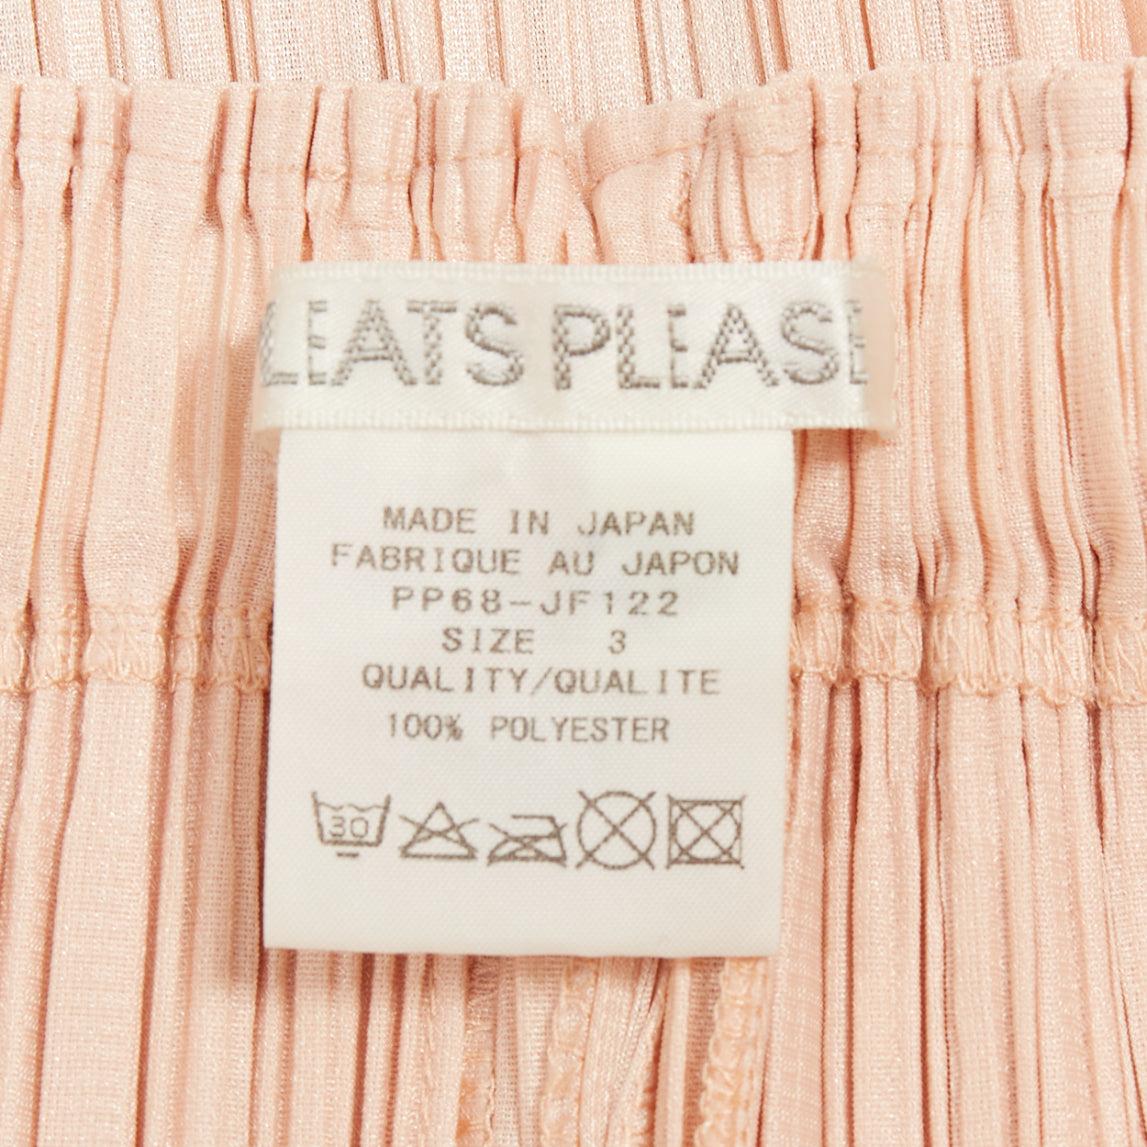 LEATS PLEASE
MADE IN JAPAN
FABRIQUE AU JAPON
PP68-JF122
SIZE 3
QUALITY/QUALITE
100% POLYESTER
30